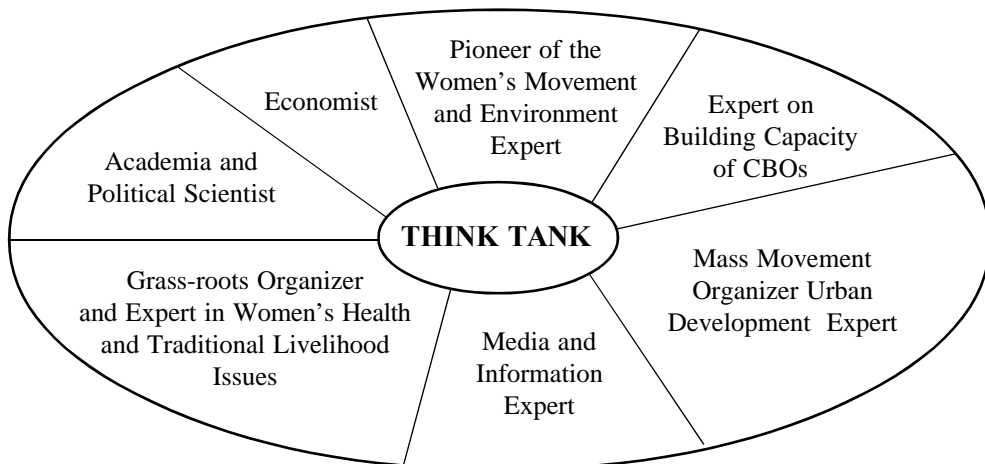 Pioneer of the
Women's Movement
and Environment
Expert
Economist
Expert on
Building Capacity
of CBOs
Academia and
Political Scientist
THINK TANK
Mass Movement
Organizer Urban
Development Expert
Grass-roots Organizer
and Expert in Women's Health
and Traditional Livelihood
Issues
Media and
Information
Expert